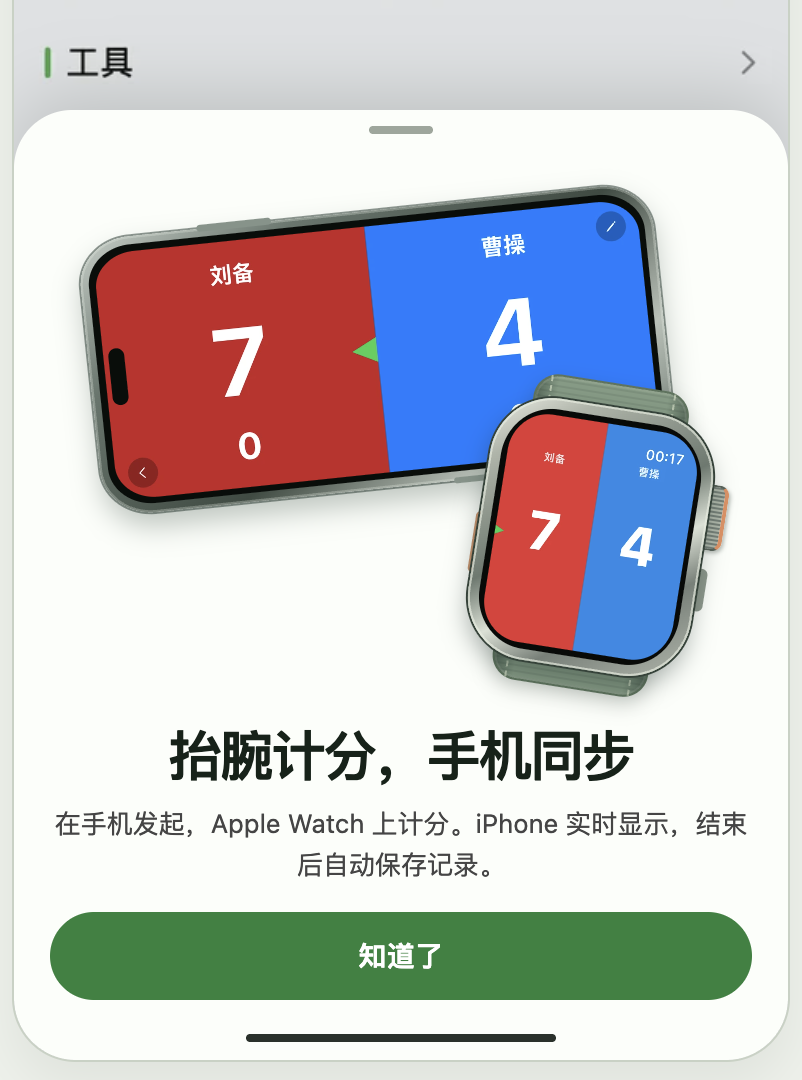 工具
刘备
曹操
7
4
0
00:17
刘备
曹操
7
4
抬腕计分，手机同步
在手机发起，Apple Watch 上计分。iPhone 实时显示，结束
后自动保存记录。
知道了